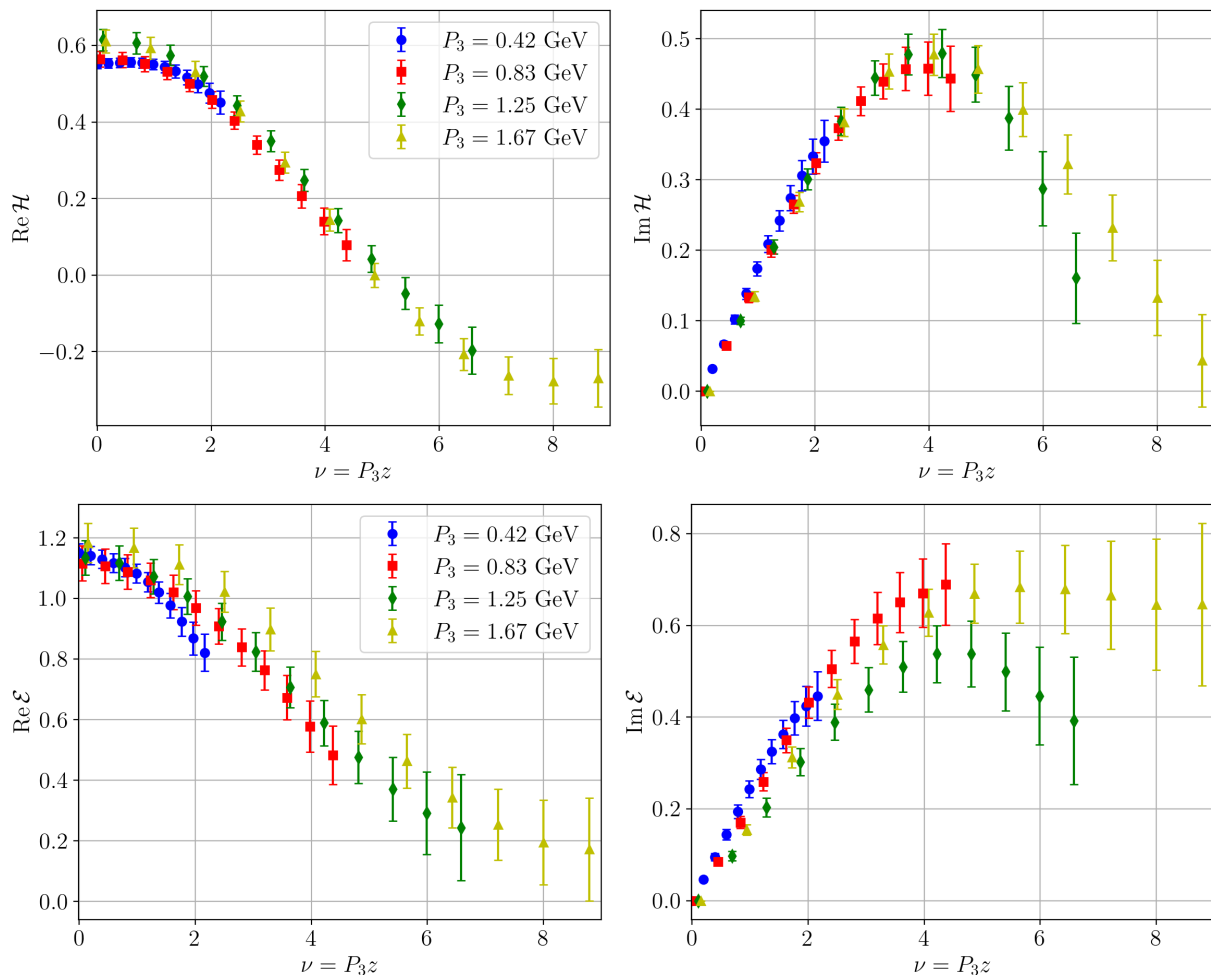 0.6
0.4
0.2
0.0
−0.2
Re ℋ
0 2 4 6 8
ν = P₃z
P₃ = 0.42 GeV
P₃ = 0.83 GeV
P₃ = 1.25 GeV
P₃ = 1.67 GeV
0.5
0.4
0.3
0.2
0.1
0.0
Im ℋ
0 2 4 6 8
ν = P₃z
1.2
1.0
0.8
0.6
0.4
0.2
0.0
Re ℰ
0 2 4 6 8
ν = P₃z
P₃ = 0.42 GeV
P₃ = 0.83 GeV
P₃ = 1.25 GeV
P₃ = 1.67 GeV
0.8
0.6
0.4
0.2
0.0
Im ℰ
0 2 4 6 8
ν = P₃z